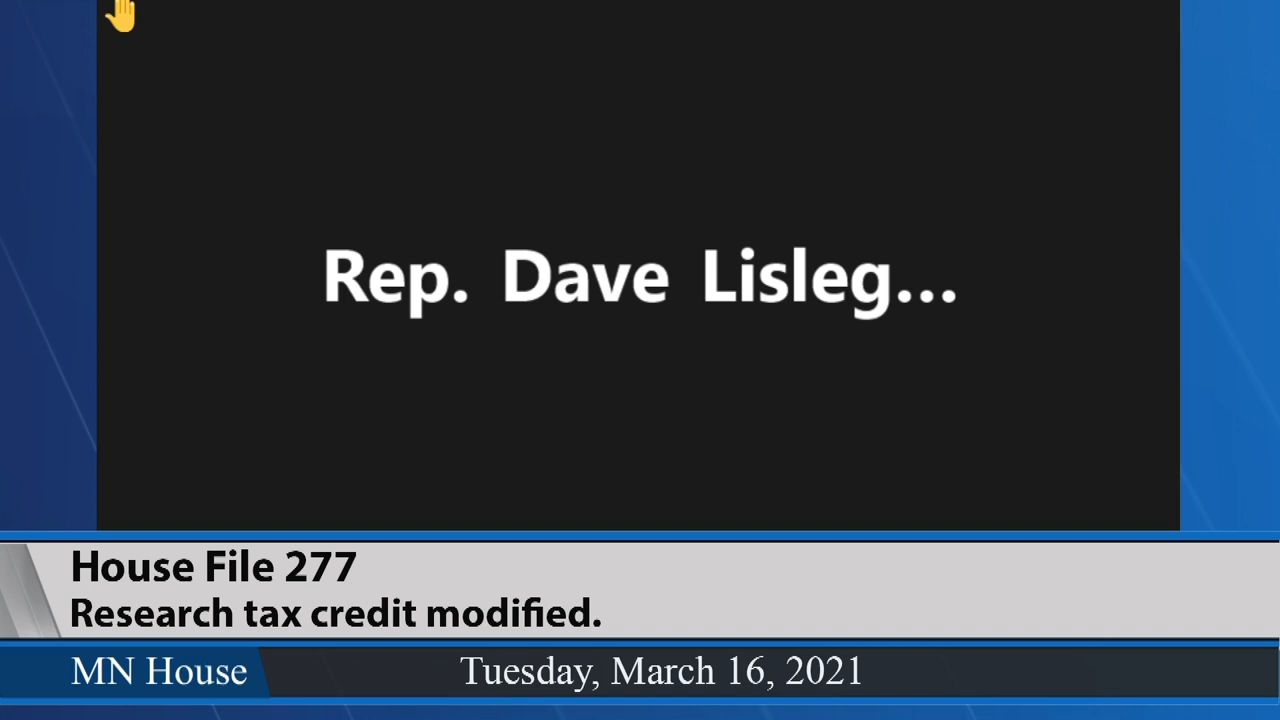 Rep. Dave Lisleg...
House File 277
Research tax credit modified.
MN House Tuesday, March 16, 2021